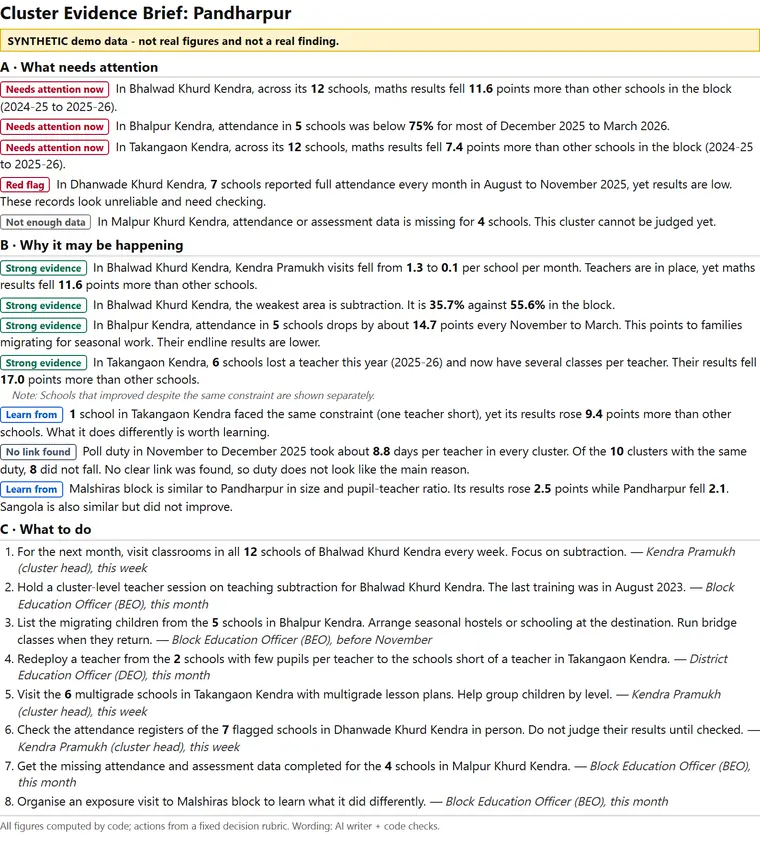 Cluster Evidence Brief: Pandharpur
SYNTHETIC demo data - not real figures and not a real finding.
A · What needs attention
Needs attention now In Bhalwad Khurd Kendra, across its 12 schools, maths results fell 11.6 points more than other schools in the block
(2024-25 to 2025-26).
Needs attention now In Bhalpur Kendra, attendance in 5 schools was below 75% for most of December 2025 to March 2026.
Needs attention now In Takangaon Kendra, across its 12 schools, maths results fell 7.4 points more than other schools in the block (2024-25
to 2025-26).
Red flag In Dhanwade Khurd Kendra, 7 schools reported full attendance every month in August to November 2025, yet results are low.
These records look unreliable and need checking.
Not enough data In Malpur Khurd Kendra, attendance or assessment data is missing for 4 schools. This cluster cannot be judged yet.
B · Why it may be happening
Strong evidence In Bhalwad Khurd Kendra, Kendra Pramukh visits fell from 1.3 to 0.1 per school per month. Teachers are in place, yet maths
results fell 11.6 points more than other schools.
Strong evidence In Bhalwad Khurd Kendra, the weakest area is subtraction. It is 35.7% against 55.6% in the block.
Strong evidence In Bhalpur Kendra, attendance in 5 schools drops by about 14.7 points every November to March. This points to families
migrating for seasonal work. Their endline results are lower.
Strong evidence In Takangaon Kendra, 6 schools lost a teacher this year (2025-26) and now have several classes per teacher. Their results fell
17.0 points more than other schools.
Note: Schools that improved despite the same constraint are shown separately.
Learn from 1 school in Takangaon Kendra faced the same constraint (one teacher short), yet its results rose 9.4 points more than other
schools. What it does differently is worth learning.
No link found Poll duty in November to December 2025 took about 8.8 days per teacher in every cluster. Of the 10 clusters with the same
duty, 8 did not fall. No clear link was found, so duty does not look like the main reason.
Learn from Malshiras block is similar to Pandharpur in size and pupil-teacher ratio. Its results rose 2.5 points while Pandharpur fell 2.1.
Sangola is also similar but did not improve.
C · What to do
1. For the next month, visit classrooms in all 12 schools of Bhalwad Khurd Kendra every week. Focus on subtraction. — Kendra Pramukh
(cluster head), this week
2. Hold a cluster-level teacher session on teaching subtraction for Bhalwad Khurd Kendra. The last training was in August 2023. — Block
Education Officer (BEO), this month
3. List the migrating children from the 5 schools in Bhalpur Kendra. Arrange seasonal hostels or schooling at the destination. Run bridge
classes when they return. — Block Education Officer (BEO), before November
4. Redeploy a teacher from the 2 schools with few pupils per teacher to the schools short of a teacher in Takangaon Kendra. — District
Education Officer (DEO), this month
5. Visit the 6 multigrade schools in Takangaon Kendra with multigrade lesson plans. Help group children by level. — Kendra Pramukh
(cluster head), this week
6. Check the attendance registers of the 7 flagged schools in Dhanwade Khurd Kendra in person. Do not judge their results until checked. —
Kendra Pramukh (cluster head), this week
7. Get the missing attendance and assessment data completed for the 4 schools in Malpur Khurd Kendra. — Block Education Officer (BEO),
this month
8. Organise an exposure visit to Malshiras block to learn what it did differently. — Block Education Officer (BEO), this month
All figures computed by code; actions from a fixed decision rubric. Wording: AI writer + code checks.